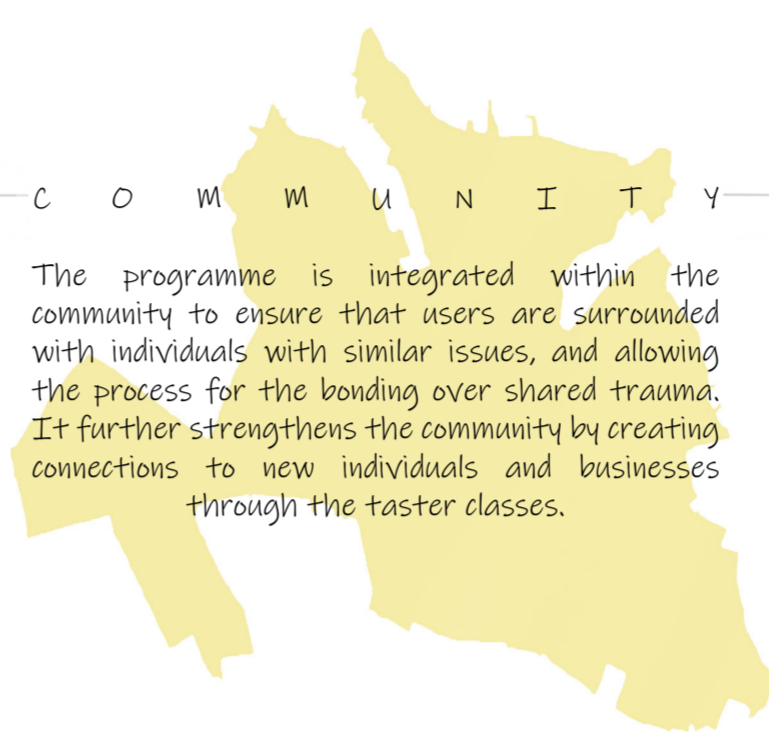 COMMUNITY
The programme is integrated within the
community to ensure that users are surrounded
with individuals with similar issues, and allowing
the process for the bonding over shared trauma.
It further strengthens the community by creating
connections to new individuals and businesses
through the taster classes.